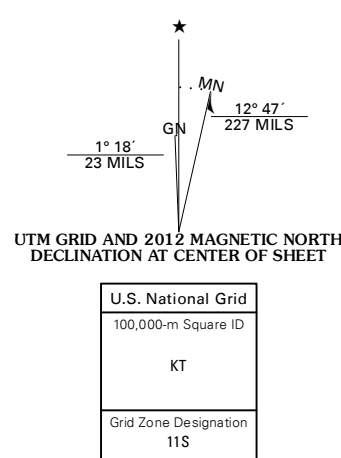 ★
MN
GN
12° 47´
227 MILS
1° 18´
23 MILS
UTM GRID AND 2012 MAGNETIC NORTH
DECLINATION AT CENTER OF SHEET
U.S. National Grid
100,000-m Square ID
KT
Grid Zone Designation
11S